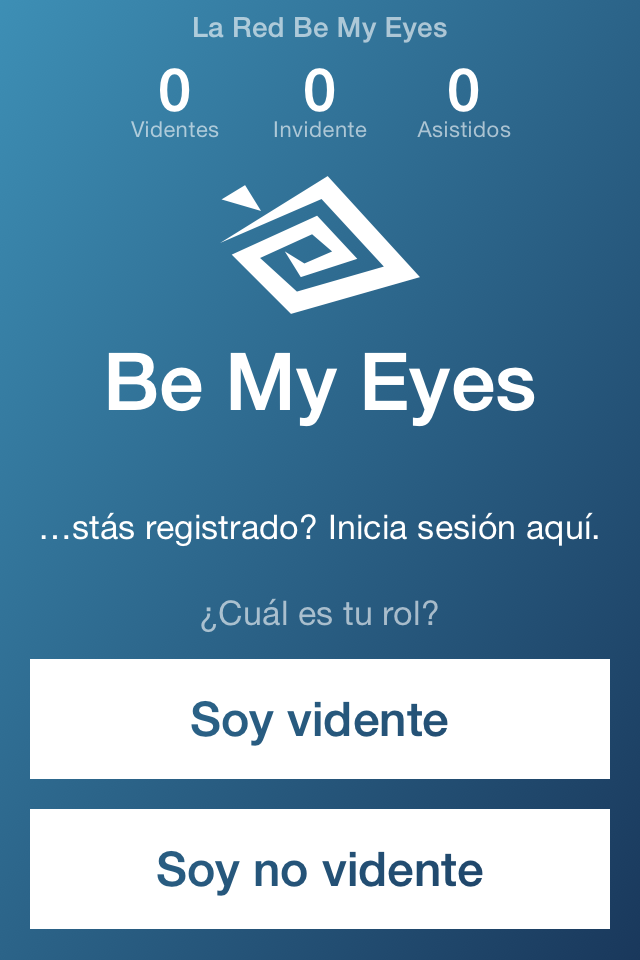 La Red Be My Eyes
0 0 0
Videntes Invidente Asistidos
Be My Eyes
…stás registrado? Inicia sesión aquí.
¿Cuál es tu rol?
Soy vidente
Soy no vidente